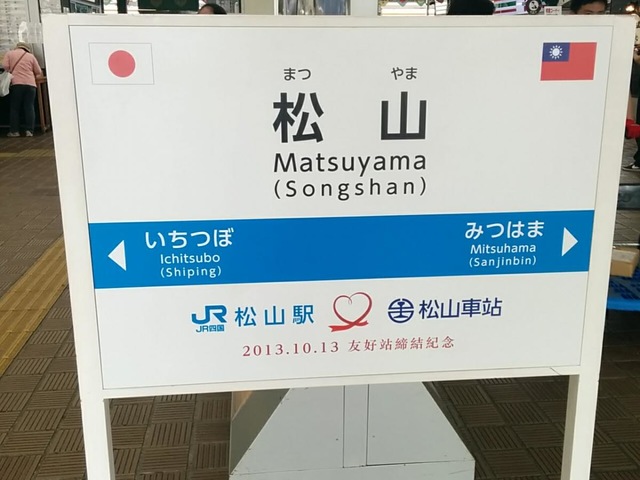 まつ やま
松山
Matsuyama
(Songshan)
いちつぼ
Ichitsubo
(Shiping)
みつはま
Mitsuhama
(Sanjinbin)
JR 松山駅
JR四国
松山車站
2013.10.13 友好站締結紀念